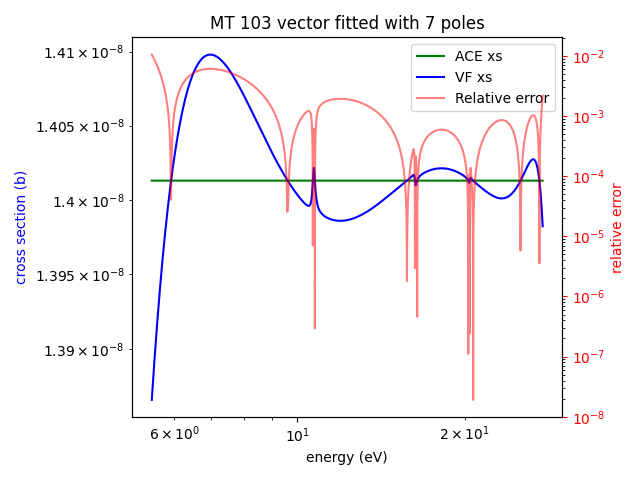 MT 103 vector fitted with 7 poles
ACE xs
VF xs
Relative error
1.41 × 10⁻⁸
1.405 × 10⁻⁸
1.4 × 10⁻⁸
1.395 × 10⁻⁸
1.39 × 10⁻⁸
cross section (b)
10⁻²
10⁻³
10⁻⁴
10⁻⁵
10⁻⁶
10⁻⁷
10⁻⁸
relative error
6 × 10⁰
10¹
2 × 10¹
energy (eV)